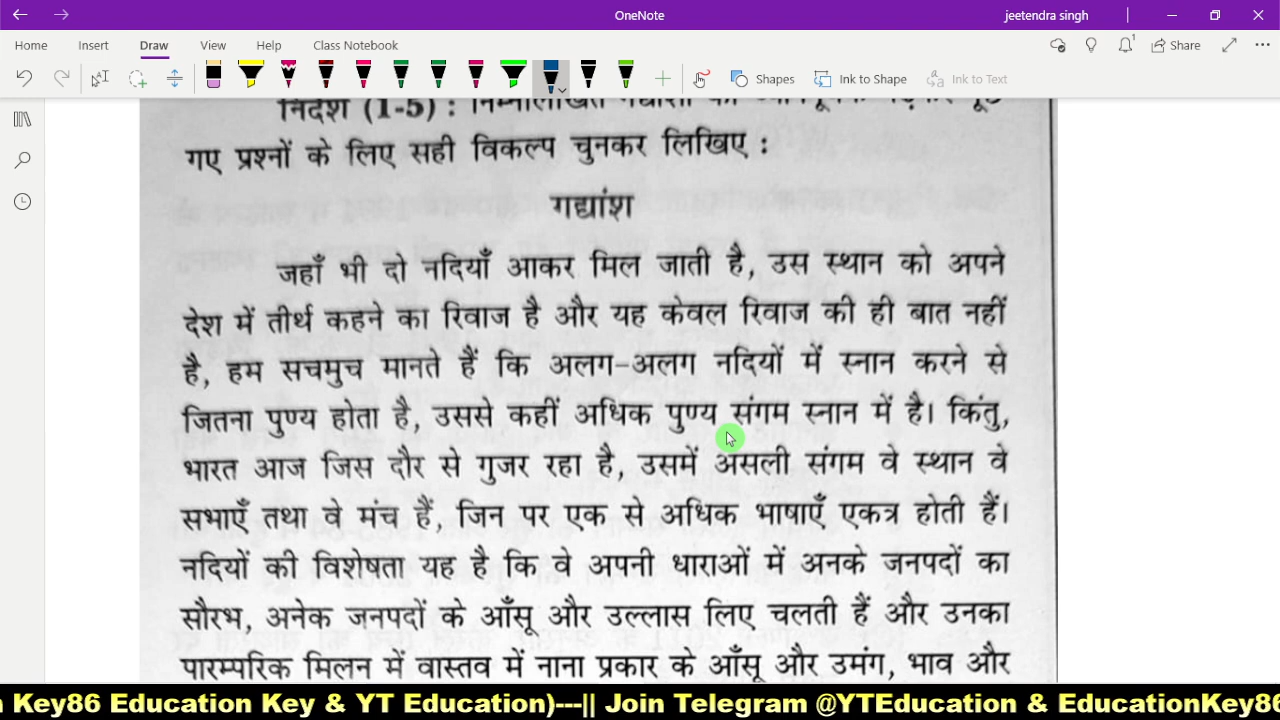 OneNote
jeetendra singh
Home Insert Draw View Help Class Notebook
Share
Shapes Ink to Shape Ink to Text
निर्देश (1-5) :
गए प्रश्नों के लिए सही विकल्प चुनकर लिखिए :
गद्यांश
जहाँ भी दो नदियाँ आकर मिल जाती है, उस स्थान को अपने
देश में तीर्थ कहने का रिवाज है और यह केवल रिवाज की ही बात नहीं
है, हम सचमुच मानते हैं कि अलग-अलग नदियों में स्नान करने से
जितना पुण्य होता है, उससे कहीं अधिक पुण्य संगम स्नान में है। किंतु,
भारत आज जिस दौर से गुजर रहा है, उसमें असली संगम वे स्थान वे
सभाएँ तथा वे मंच हैं, जिन पर एक से अधिक भाषाएँ एकत्र होती हैं।
नदियों की विशेषता यह है कि वे अपनी धाराओं में अनके जनपदों का
सौरभ, अनेक जनपदों के आँसू और उल्लास लिए चलती हैं और उनका
पारम्परिक मिलन में वास्तव में नाना प्रकार के आँसू और उमंग, भाव और
Key86 Education Key & YT Education)---|| Join Telegram @YTEducation & EducationKey86